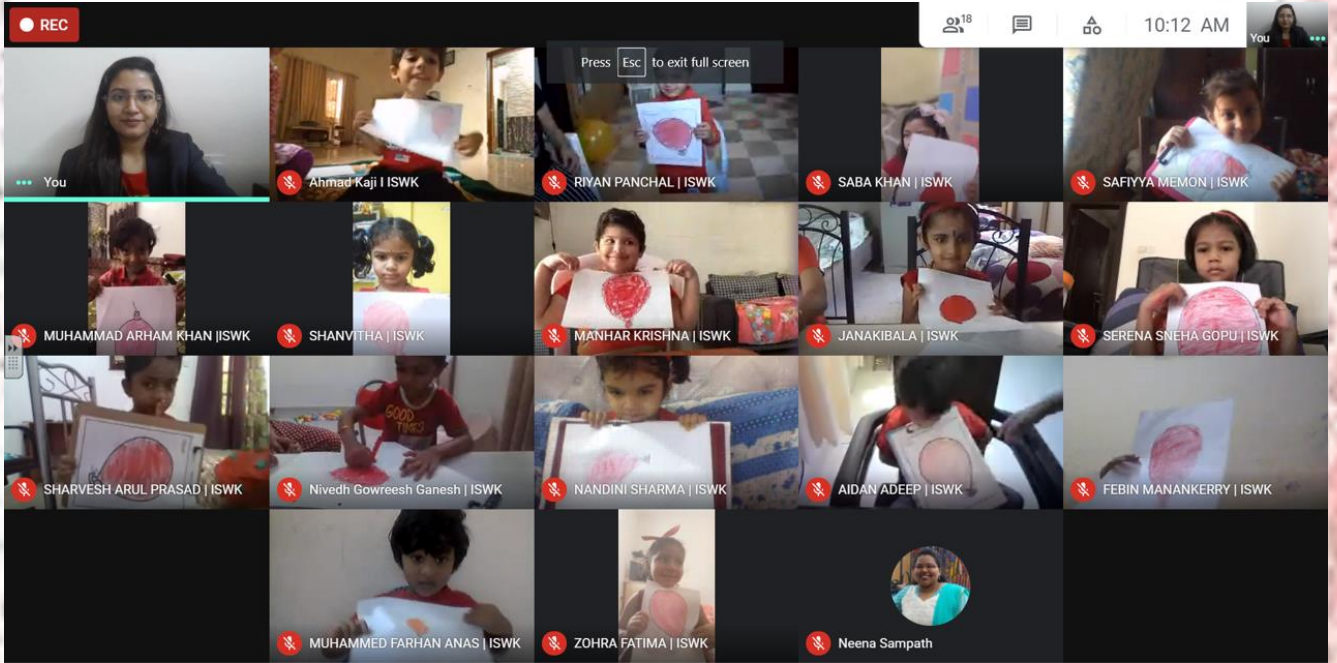 REC
18
10:12 AM
You
Press Esc to exit full screen
You
Ahmad Kaji I ISWK
RIYAN PANCHAL | ISWK
SABA KHAN | ISWK
SAFIYYA MEMON | ISWK
MUHAMMAD ARHAM KHAN |ISWK
SHANVITHA | ISWK
MANHAR KRISHNA | ISWK
JANAKIBALA | ISWK
SERENA SNEHA GOPU | ISWK
SHARVESH ARUL PRASAD | ISWK
GOOD
TIMES
Nivedh Gowreesh Ganesh | ISWK
NANDINI SHARMA | ISWK
AIDAN ADEEP | ISWK
FEBIN MANANKERRY | ISWK
MUHAMMED FARHAN ANAS | ISWK
ZOHRA FATIMA | ISWK
Neena Sampath